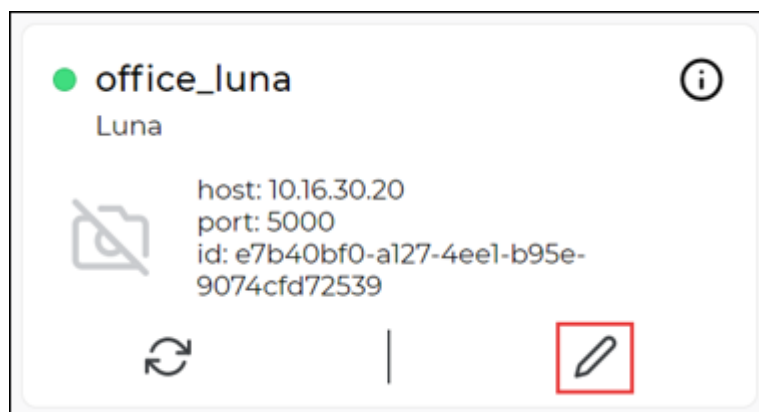 office_luna
Luna
host: 10.16.30.20
port: 5000
id: e7b40bf0-a127-4ee1-b95e-
9074cfd72539